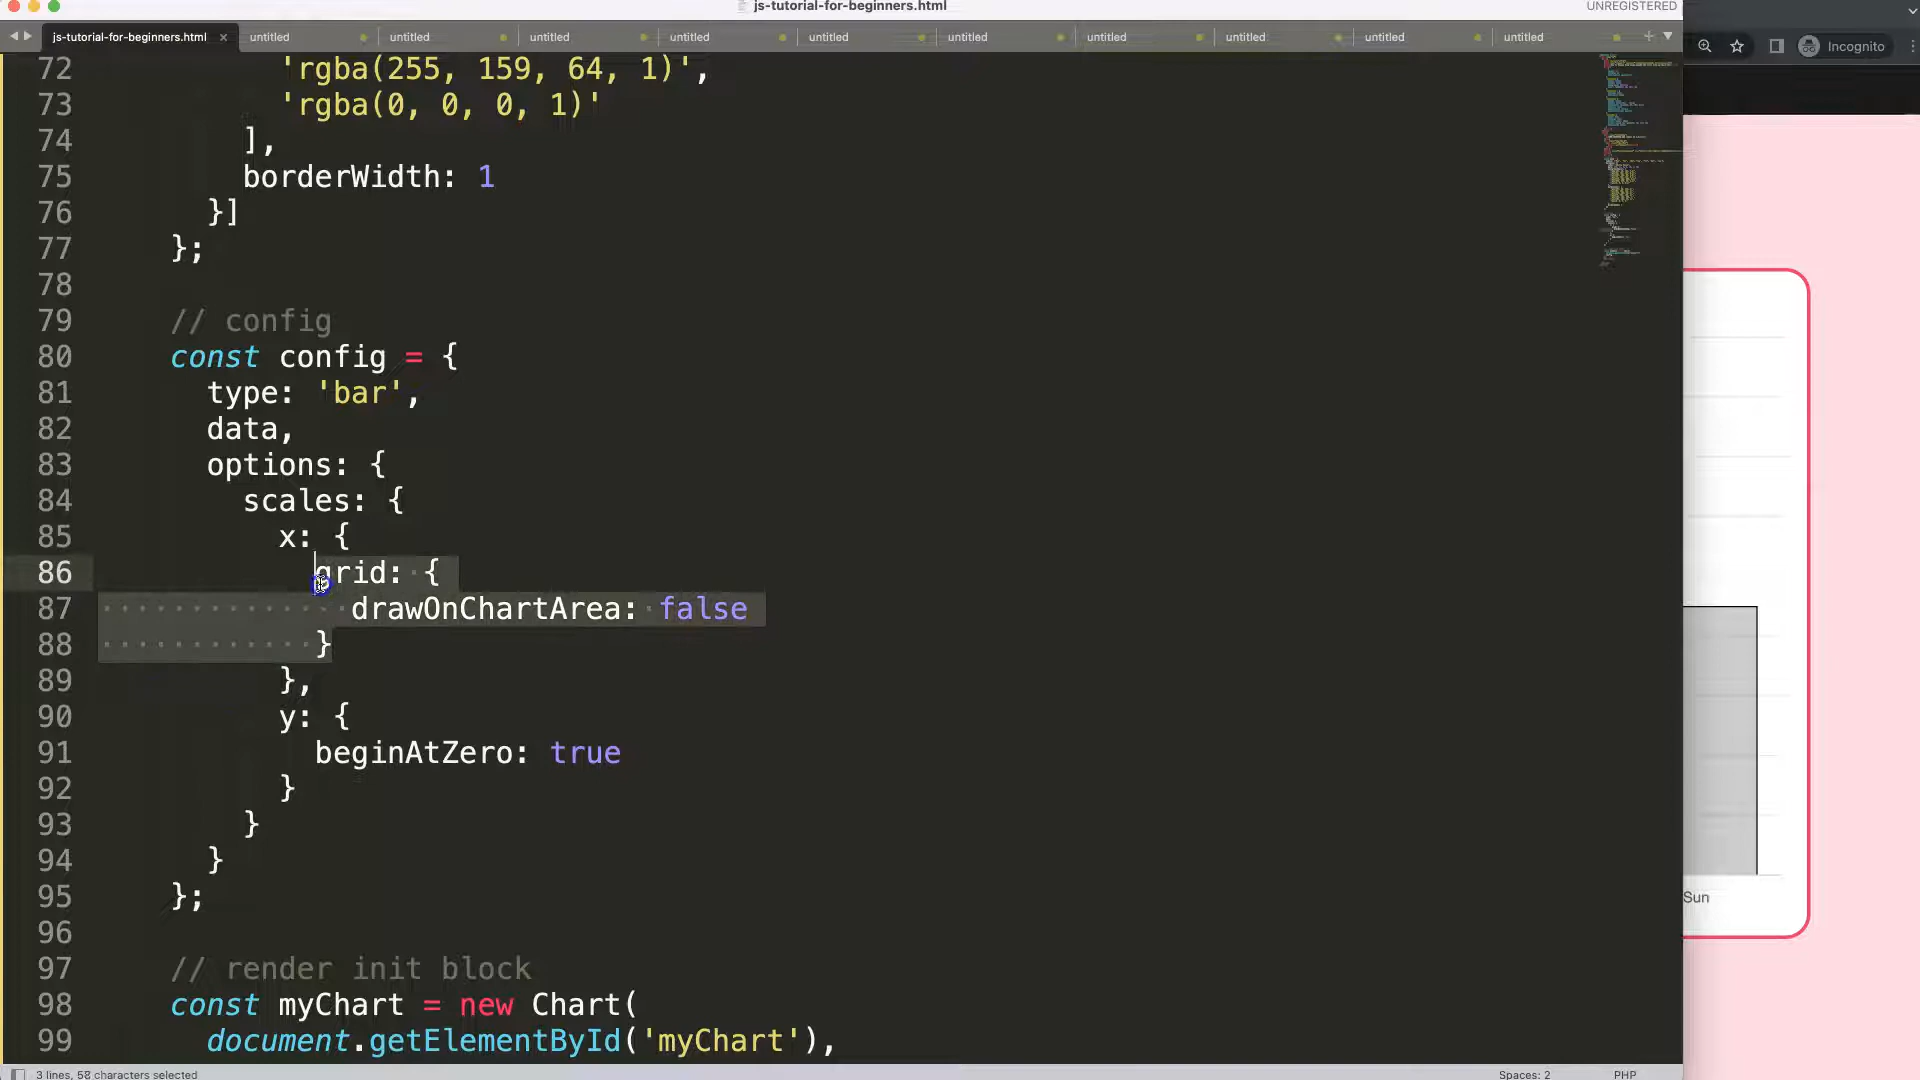 js-tutorial-for-beginners.html
UNREGISTERED
js-tutorial-for-beginners.html × untitled untitled untitled untitled untitled untitled untitled untitled untitled untitled
Incognito
72 'rgba(255, 159, 64, 1)',
73 'rgba(0, 0, 0, 1)'
74 ],
75 borderWidth: 1
76 }]
77 };
78
79 // config
80 const config = {
81 type: 'bar',
82 data,
83 options: {
84 scales: {
85 x: {
86 grid: {
87 drawOnChartArea: false
88 }
89 },
90 y: {
91 beginAtZero: true
92 }
93 }
94 }
95 };
96
97 // render init block
98 const myChart = new Chart(
99 document.getElementById('myChart'),
Sun
3 lines, 58 characters selected
Spaces: 2
PHP